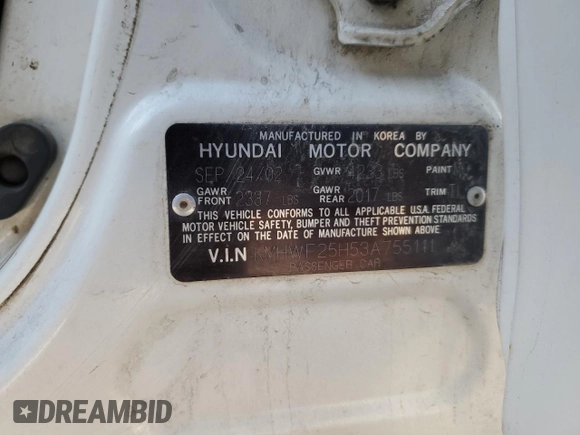 MANUFACTURED IN KOREA BY
HYUNDAI MOTOR COMPANY
SEP/24/02 GVWR LBS PAINT
GAWR FRONT 2337 LBS GAWR REAR 2017 LBS TRIM
THIS VEHICLE CONFORMS TO ALL APPLICABLE U.S.A. FEDERAL
MOTOR VEHICLE SAFETY, BUMPER AND THEFT PREVENTION STANDARDS
IN EFFECT ON THE DATE OF MANUFACTURE SHOWN ABOVE.
V.I.N KMHWF25H53A755111
PASSENGER CAR
DREAMBID